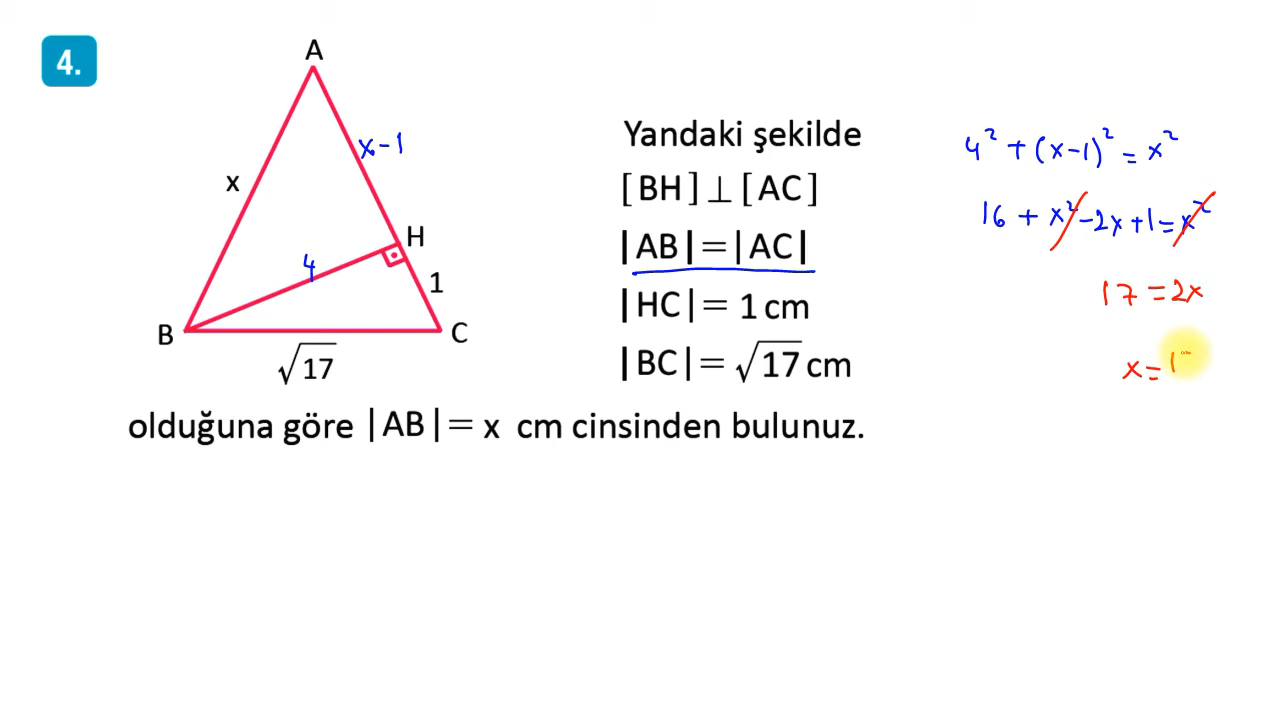 4.
A
x
x-1
H
4
1
B
C
√17
Yandaki şekilde
[BH] ⊥ [AC]
|AB| = |AC|
|HC| = 1 cm
|BC| = √17 cm
olduğuna göre |AB| = x cm cinsinden bulunuz.
4² + (x-1)² = x²
16 + x² - 2x + 1 = x²
17 = 2x
x = 1